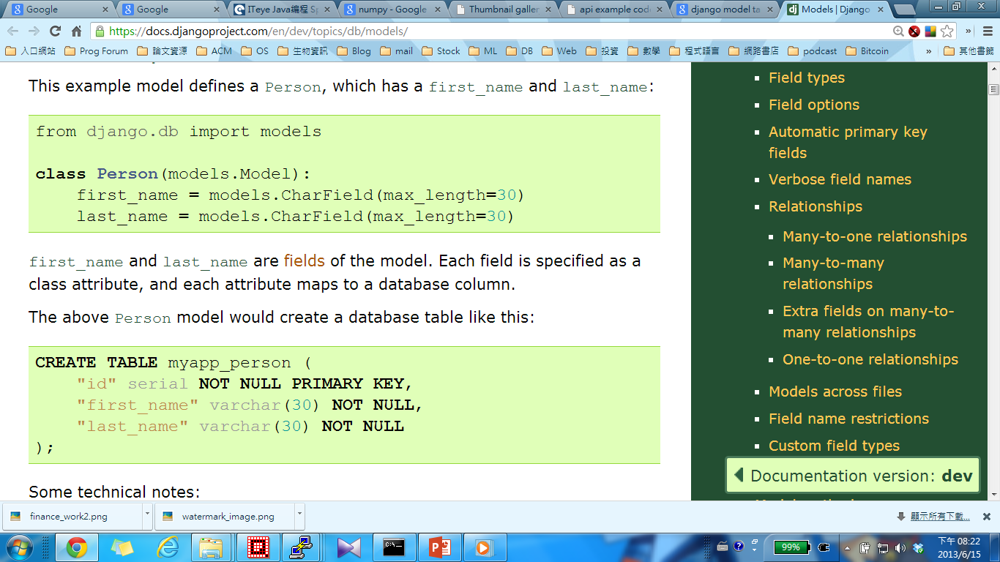 Google
Google
ITeye Java编程 Sp
numpy - Google
Thumbnail galler
api example cod
django model ta
Models | Django
https://docs.djangoproject.com/en/dev/topics/db/models/
入口網站 Prog Forum 論文資源 ACM OS 生物資訊 Blog mail Stock ML DB Web 投資 數學 程式語言 網路書店 podcast Bitcoin » 其他書籤
This example model defines a Person, which has a first_name and last_name:
from django.db import models
class Person(models.Model):
    first_name = models.CharField(max_length=30)
    last_name = models.CharField(max_length=30)
first_name and last_name are fields of the model. Each field is specified as a
class attribute, and each attribute maps to a database column.
The above Person model would create a database table like this:
CREATE TABLE myapp_person (
    "id" serial NOT NULL PRIMARY KEY,
    "first_name" varchar(30) NOT NULL,
    "last_name" varchar(30) NOT NULL
);
Some technical notes:
Field types
Field options
Automatic primary key
fields
Verbose field names
Relationships
Many-to-one relationships
Many-to-many
relationships
Extra fields on many-to-
many relationships
One-to-one relationships
Models across files
Field name restrictions
Custom field types
Documentation version: dev
finance_work2.png
watermark_image.png
顯示所有下載...
99%
下午 08:22
2013/6/15